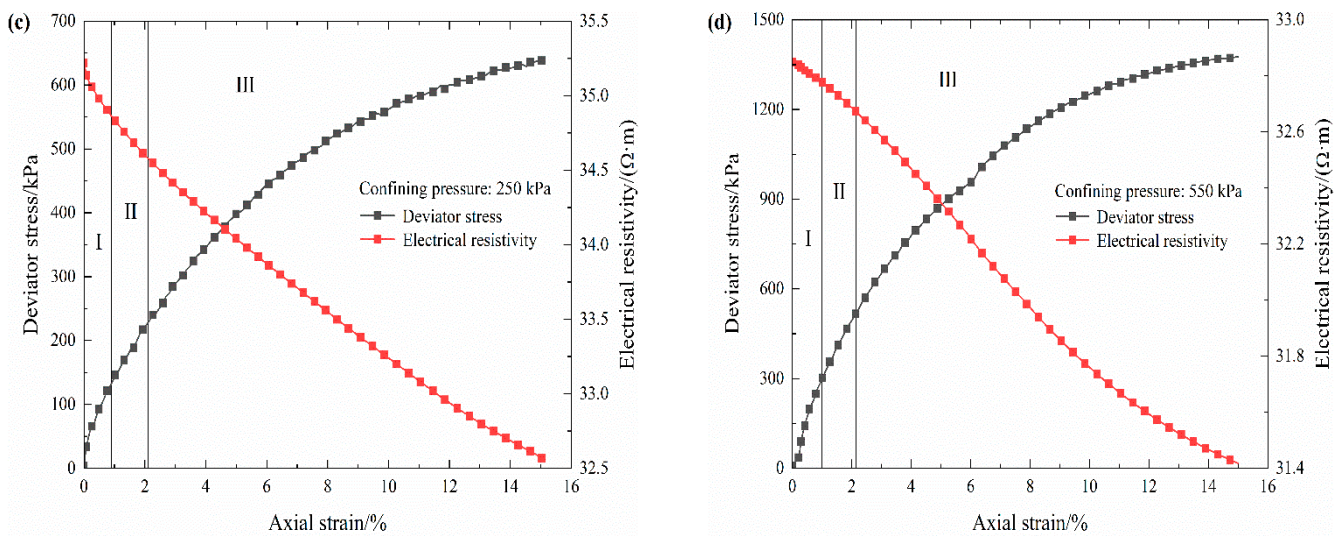 (c)
700
600
500
400
300
200
100
0
Deviator stress/kPa
I
II
III
Confining pressure: 250 kPa
Deviator stress
Electrical resistivity
35.5
35.0
34.5
34.0
33.5
33.0
32.5
Electrical resistivity/(Ω·m)
0 2 4 6 8 10 12 14 16
Axial strain/%
(d)
1500
1200
900
600
300
0
Deviator stress/kPa
I
II
III
Confining pressure: 550 kPa
Deviator stress
Electrical resistivity
33.0
32.6
32.2
31.8
31.4
Electrical resistivity/(Ω·m)
0 2 4 6 8 10 12 14 16
Axial strain/%